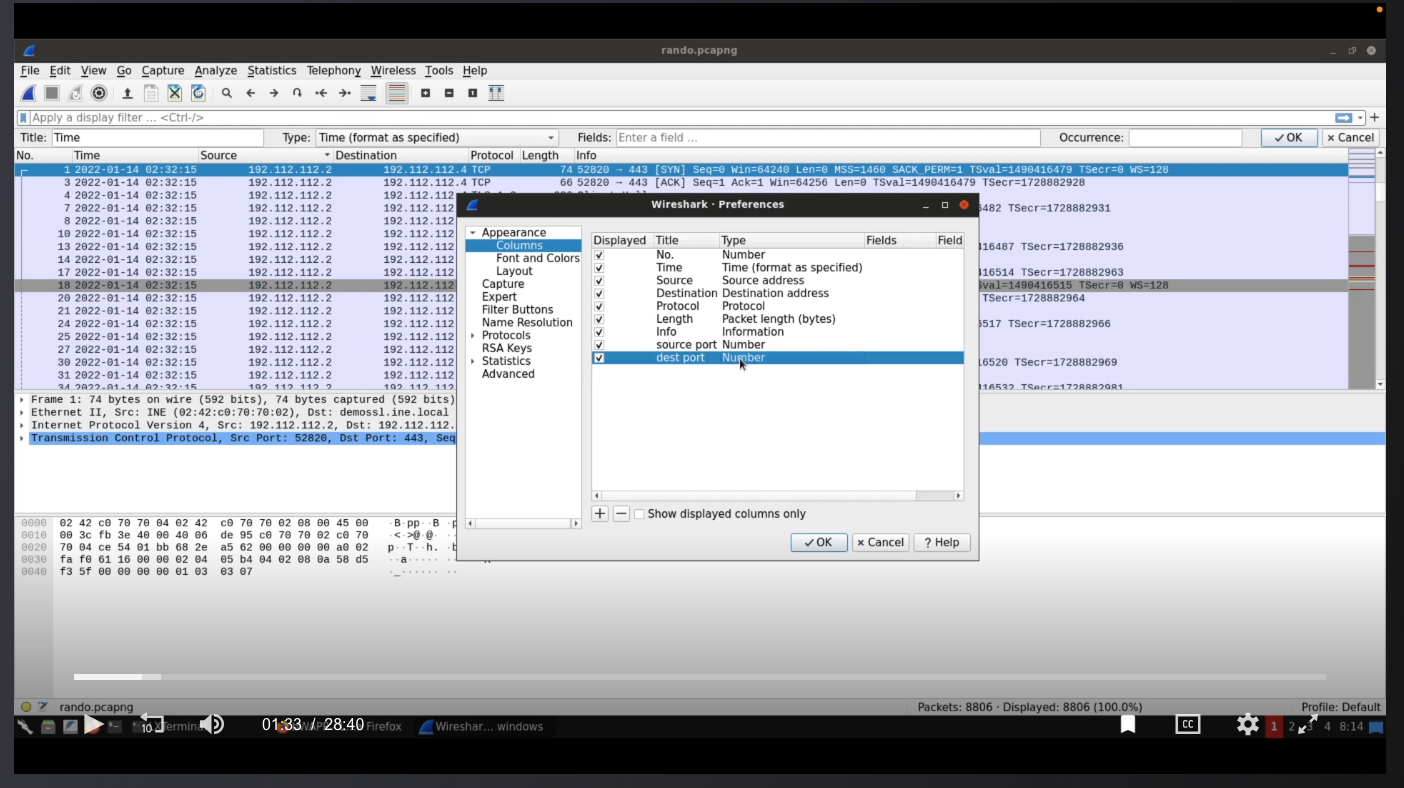 rando.pcapng
File Edit View Go Capture Analyze Statistics Telephony Wireless Tools Help
Apply a display filter ... <Ctrl-/>
Title: Time Type: Time (format as specified) Fields: Enter a field ... Occurrence: OK Cancel
No. Time Source Destination Protocol Length Info
1 2022-01-14 02:32:15 192.112.112.2 192.112.112.4 TCP 74 52820 → 443 [SYN] Seq=0 Win=64240 Len=0 MSS=1460 SACK_PERM=1 TSval=1490416479 TSecr=0 WS=128
3 2022-01-14 02:32:15 192.112.112.2 192.112.112.4 TCP 66 52820 → 443 [ACK] Seq=1 Ack=1 Win=64256 Len=0 TSval=1490416479 TSecr=1728882928
4 2022-01-14 02:32:15 192.112.112.2 192.112.112
7 2022-01-14 02:32:15 192.112.112.2 192.112.112 6482 TSecr=1728882931
8 2022-01-14 02:32:15 192.112.112.2 192.112.112
10 2022-01-14 02:32:15 192.112.112.2 192.112.112
13 2022-01-14 02:32:15 192.112.112.2 192.112.112 16487 TSecr=1728882936
14 2022-01-14 02:32:15 192.112.112.2 192.112.112
17 2022-01-14 02:32:15 192.112.112.2 192.112.112 16514 TSecr=1728882963
18 2022-01-14 02:32:15 192.112.112.2 192.112.112 sval=1490416515 TSecr=0 WS=128
20 2022-01-14 02:32:15 192.112.112.2 192.112.112 TSecr=1728882964
21 2022-01-14 02:32:15 192.112.112.2 192.112.112
24 2022-01-14 02:32:15 192.112.112.2 192.112.112 6517 TSecr=1728882966
25 2022-01-14 02:32:15 192.112.112.2 192.112.112
27 2022-01-14 02:32:15 192.112.112.2 192.112.112
30 2022-01-14 02:32:15 192.112.112.2 192.112.112 16520 TSecr=1728882969
31 2022-01-14 02:32:15 192.112.112.2 192.112.112
34 2022-01-14 02:32:15 192.112.112.2 192.112.112 16532 TSecr=1728882981
Wireshark · Preferences
Appearance
Columns
Font and Colors
Layout
Capture
Expert
Filter Buttons
Name Resolution
Protocols
RSA Keys
Statistics
Advanced
Displayed Title Type Fields Field
No. Number
Time Time (format as specified)
Source Source address
Destination Destination address
Protocol Protocol
Length Packet length (bytes)
Info Information
source port Number
dest port Number
Show displayed columns only
OK Cancel ? Help
Frame 1: 74 bytes on wire (592 bits), 74 bytes captured (592 bits)
Ethernet II, Src: INE (02:42:c0:70:70:02), Dst: demossl.ine.local
Internet Protocol Version 4, Src: 192.112.112.2, Dst: 192.112.112.
Transmission Control Protocol, Src Port: 52820, Dst Port: 443, Seq
0000 02 42 c0 70 70 04 02 42 c0 70 70 02 08 00 45 00 ·B·pp··B ·p
0010 00 3c fb 3e 40 00 40 06 de 95 c0 70 70 02 c0 70 ·<·>@·@·
0020 70 04 ce 54 01 bb 68 2e a5 62 00 00 00 00 a0 02 p··T··h. ·b
0030 fa f0 61 16 00 00 02 04 05 b4 04 02 08 0a 58 d5 ··a·····
0040 f3 5f 00 00 00 00 01 03 03 07 ·_······ ··
rando.pcapng Packets: 8806 · Displayed: 8806 (100.0%) Profile: Default
10 01:33 / 28:40 Firefox Wireshar... windows CC 1 2 3 4 8:14